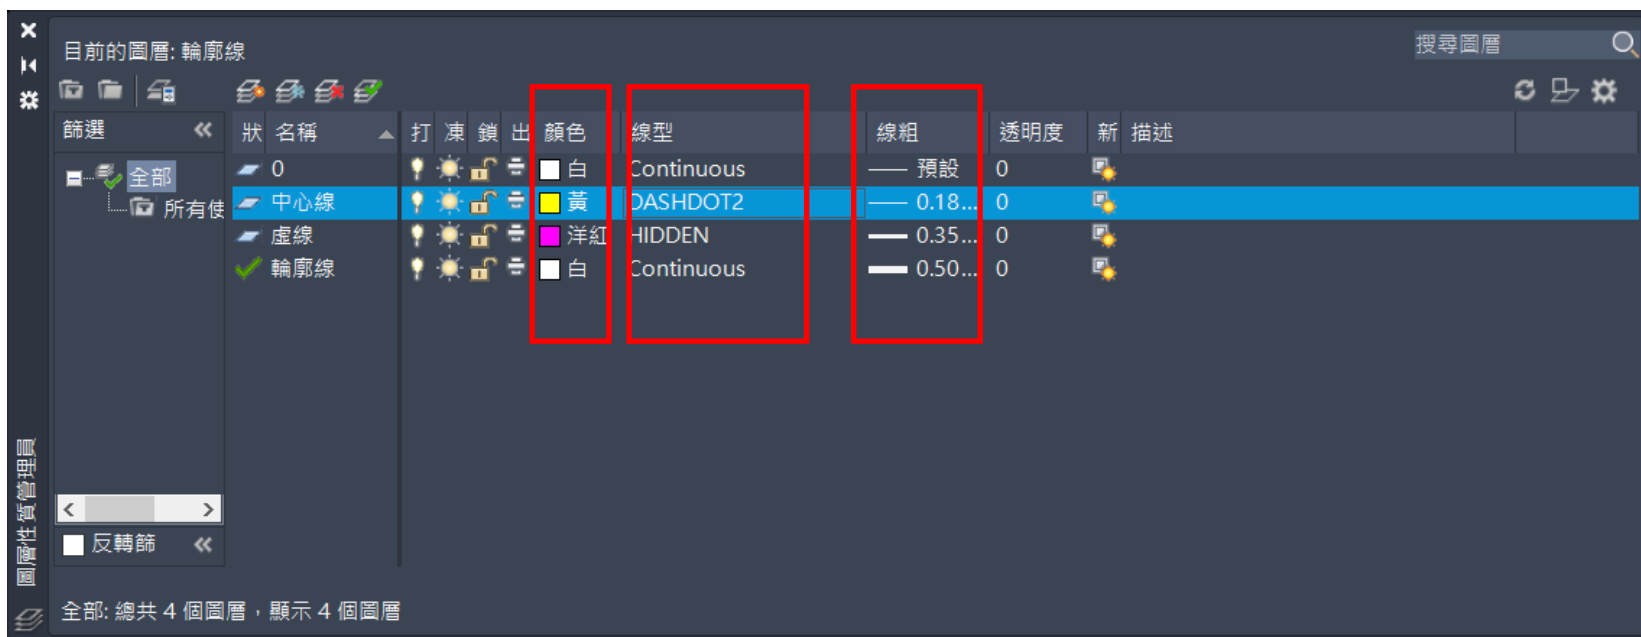 目前的圖層: 輪廓線
搜尋圖層
篩選 狀 名稱 打 凍 鎖 出 顏色 線型 線粗 透明度 新 描述
全部
所有使
0 白 Continuous 預設 0
中心線 黃 DASHDOT2 0.18... 0
虛線 洋紅 HIDDEN 0.35... 0
輪廓線 白 Continuous 0.50... 0
反轉篩
圖層性質管理員
全部: 總共 4 個圖層，顯示 4 個圖層